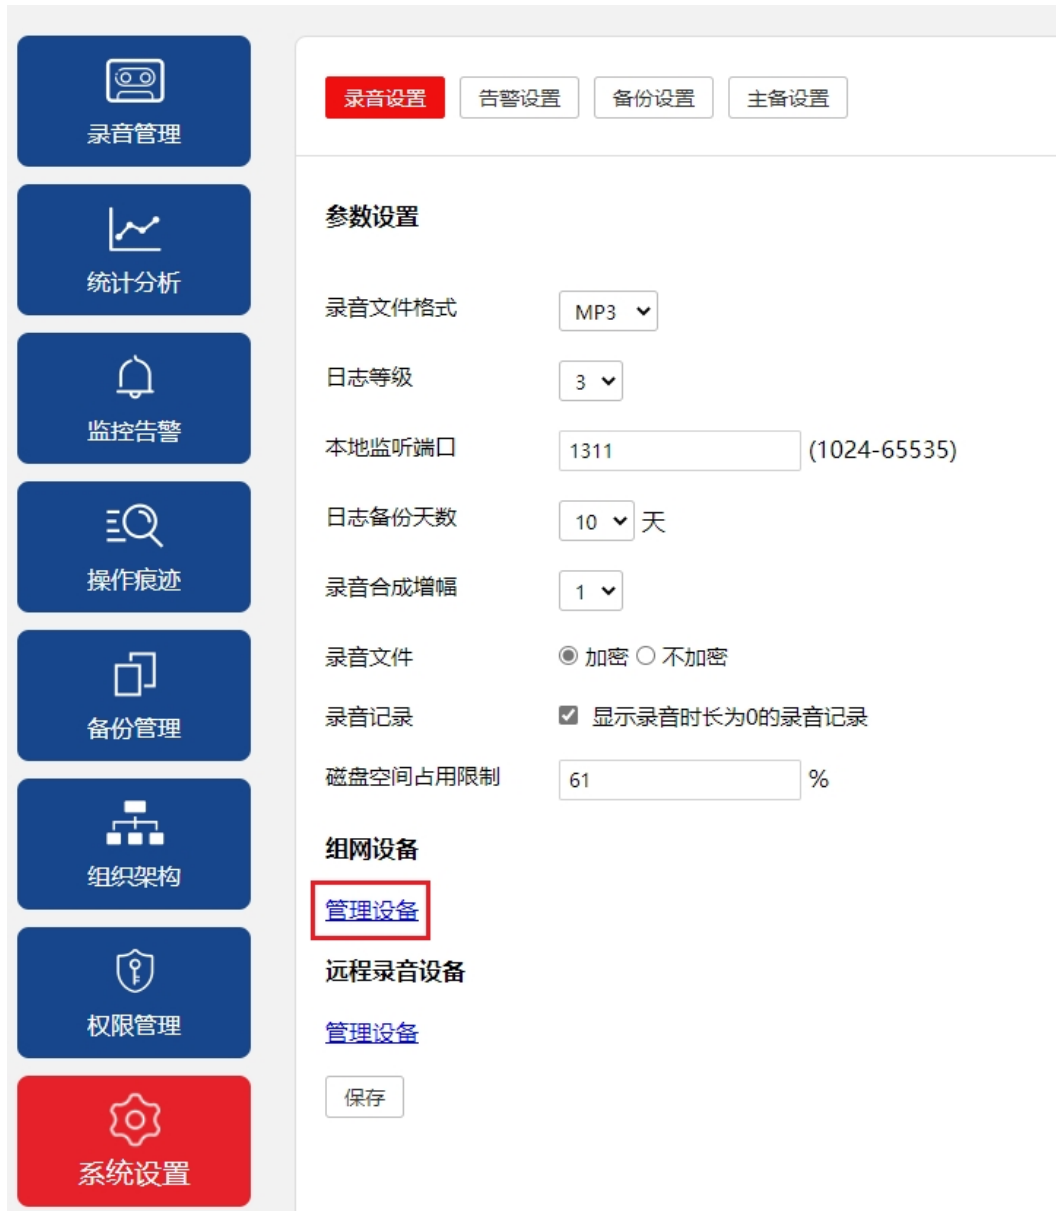 录音管理
统计分析
监控告警
操作痕迹
备份管理
组织架构
权限管理
系统设置
录音设置 告警设置 备份设置 主备设置
参数设置
录音文件格式 MP3
日志等级 3
本地监听端口 1311 (1024-65535)
日志备份天数 10 天
录音合成增幅 1
录音文件 加密 不加密
录音记录 显示录音时长为0的录音记录
磁盘空间占用限制 61 %
组网设备
管理设备
远程录音设备
管理设备
保存